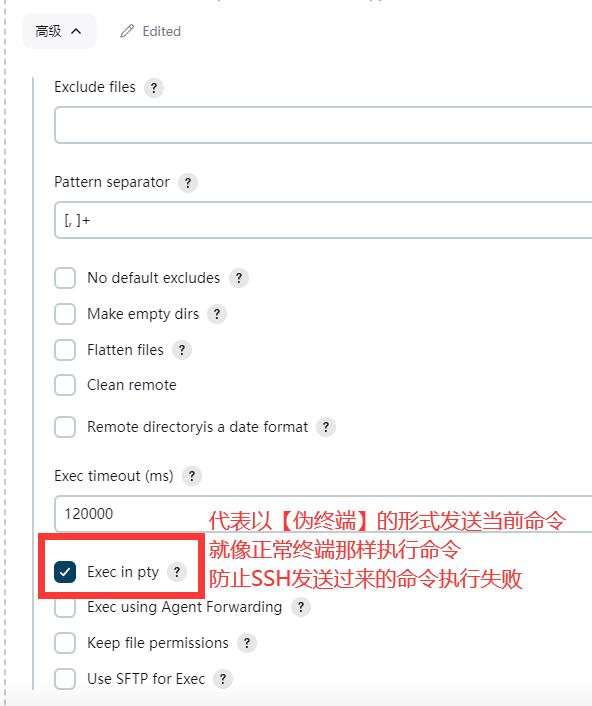 高级
Edited
Exclude files ?
Pattern separator ?
[, ]+
No default excludes ?
Make empty dirs ?
Flatten files ?
Clean remote
Remote directoryis a date format ?
Exec timeout (ms) ?
120000
代表以【伪终端】的形式发送当前命令
就像正常终端那样执行命令
防止SSH发送过来的命令执行失败
Exec in pty ?
Exec using Agent Forwarding ?
Keep file permissions ?
Use SFTP for Exec ?